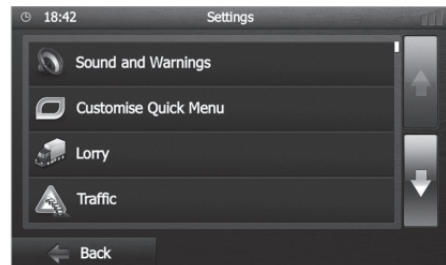 18:42 Settings
Sound and Warnings
Customise Quick Menu
Lorry
Traffic
Back